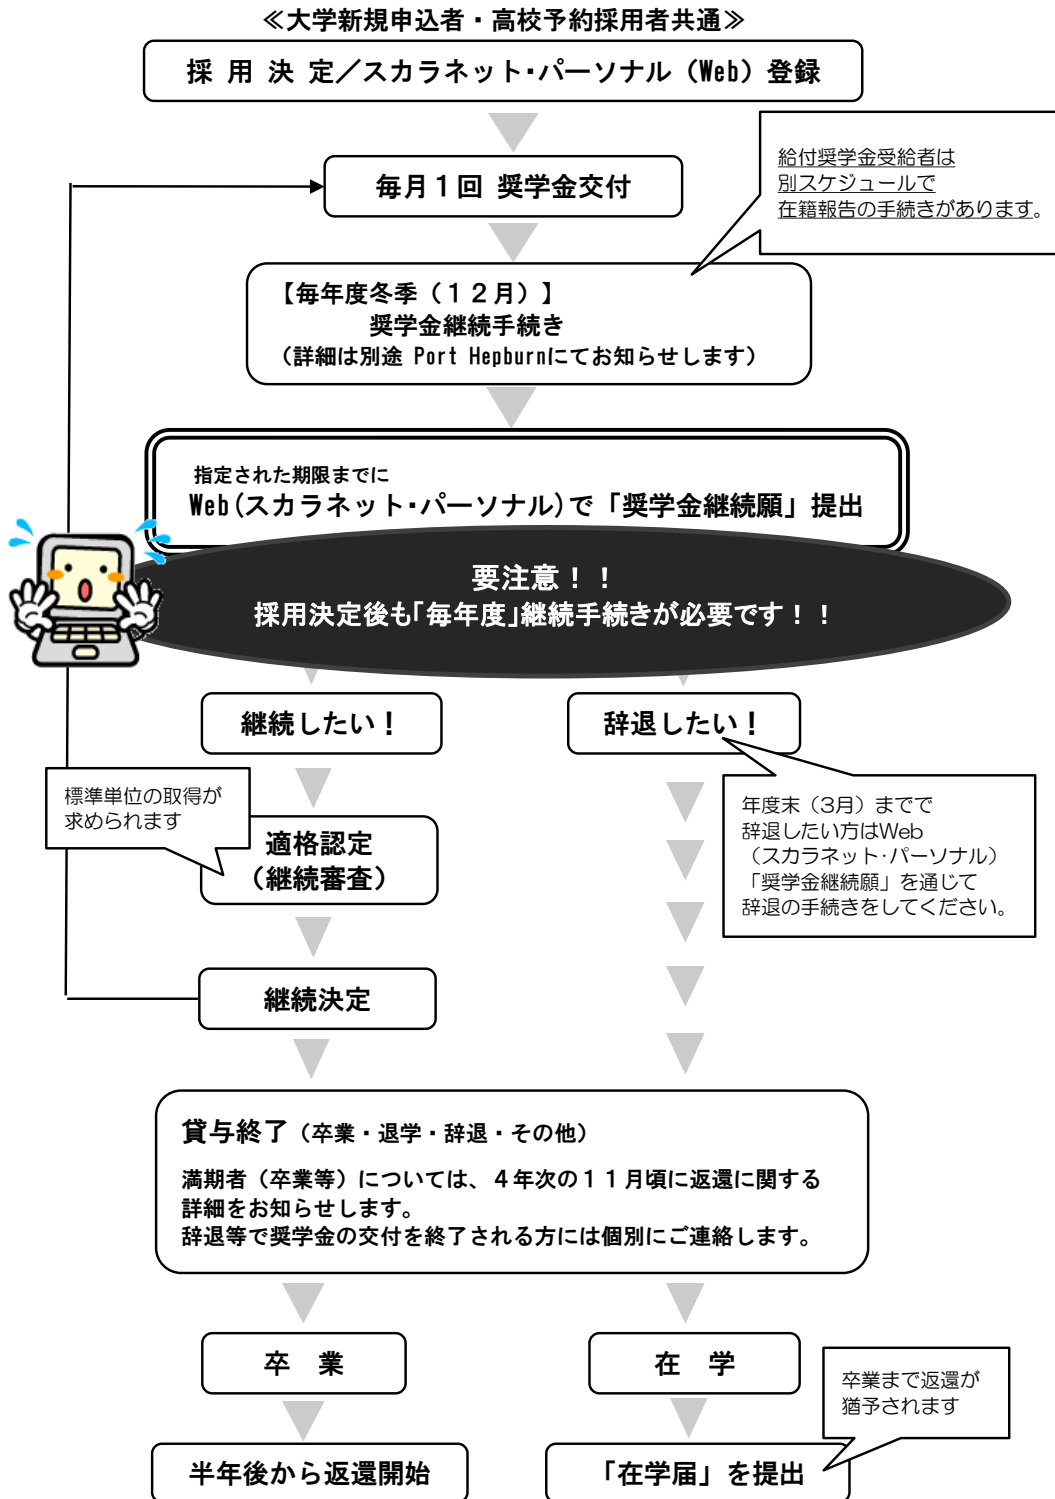 ≪大学新規申込者・高校予約採用者共通≫
採 用 決 定／スカラネット・パーソナル（Web）登録
給付奨学金受給者は
別スケジュールで
在籍報告の手続きがあります。
毎月１回 奨学金交付
【毎年度冬季（１２月）】
奨学金継続手続き
（詳細は別途 Port Hepburnにてお知らせします）
指定された期限までに
Web(スカラネット・パーソナル)で「奨学金継続願」提出
要注意！！
採用決定後も「毎年度」継続手続きが必要です！！
継続したい！
辞退したい！
標準単位の取得が
求められます
適格認定
（継続審査）
年度末（3月）までで
辞退したい方はWeb
（スカラネット・パーソナル）
「奨学金継続願」を通じて
辞退の手続きをしてください。
継続決定
貸与終了（卒業・退学・辞退・その他）
満期者（卒業等）については、４年次の１１月頃に返還に関する
詳細をお知らせします。
辞退等で奨学金の交付を終了される方には個別にご連絡します。
卒　業
在　学
卒業まで返還が
猶予されます
半年後から返還開始
「在学届」を提出